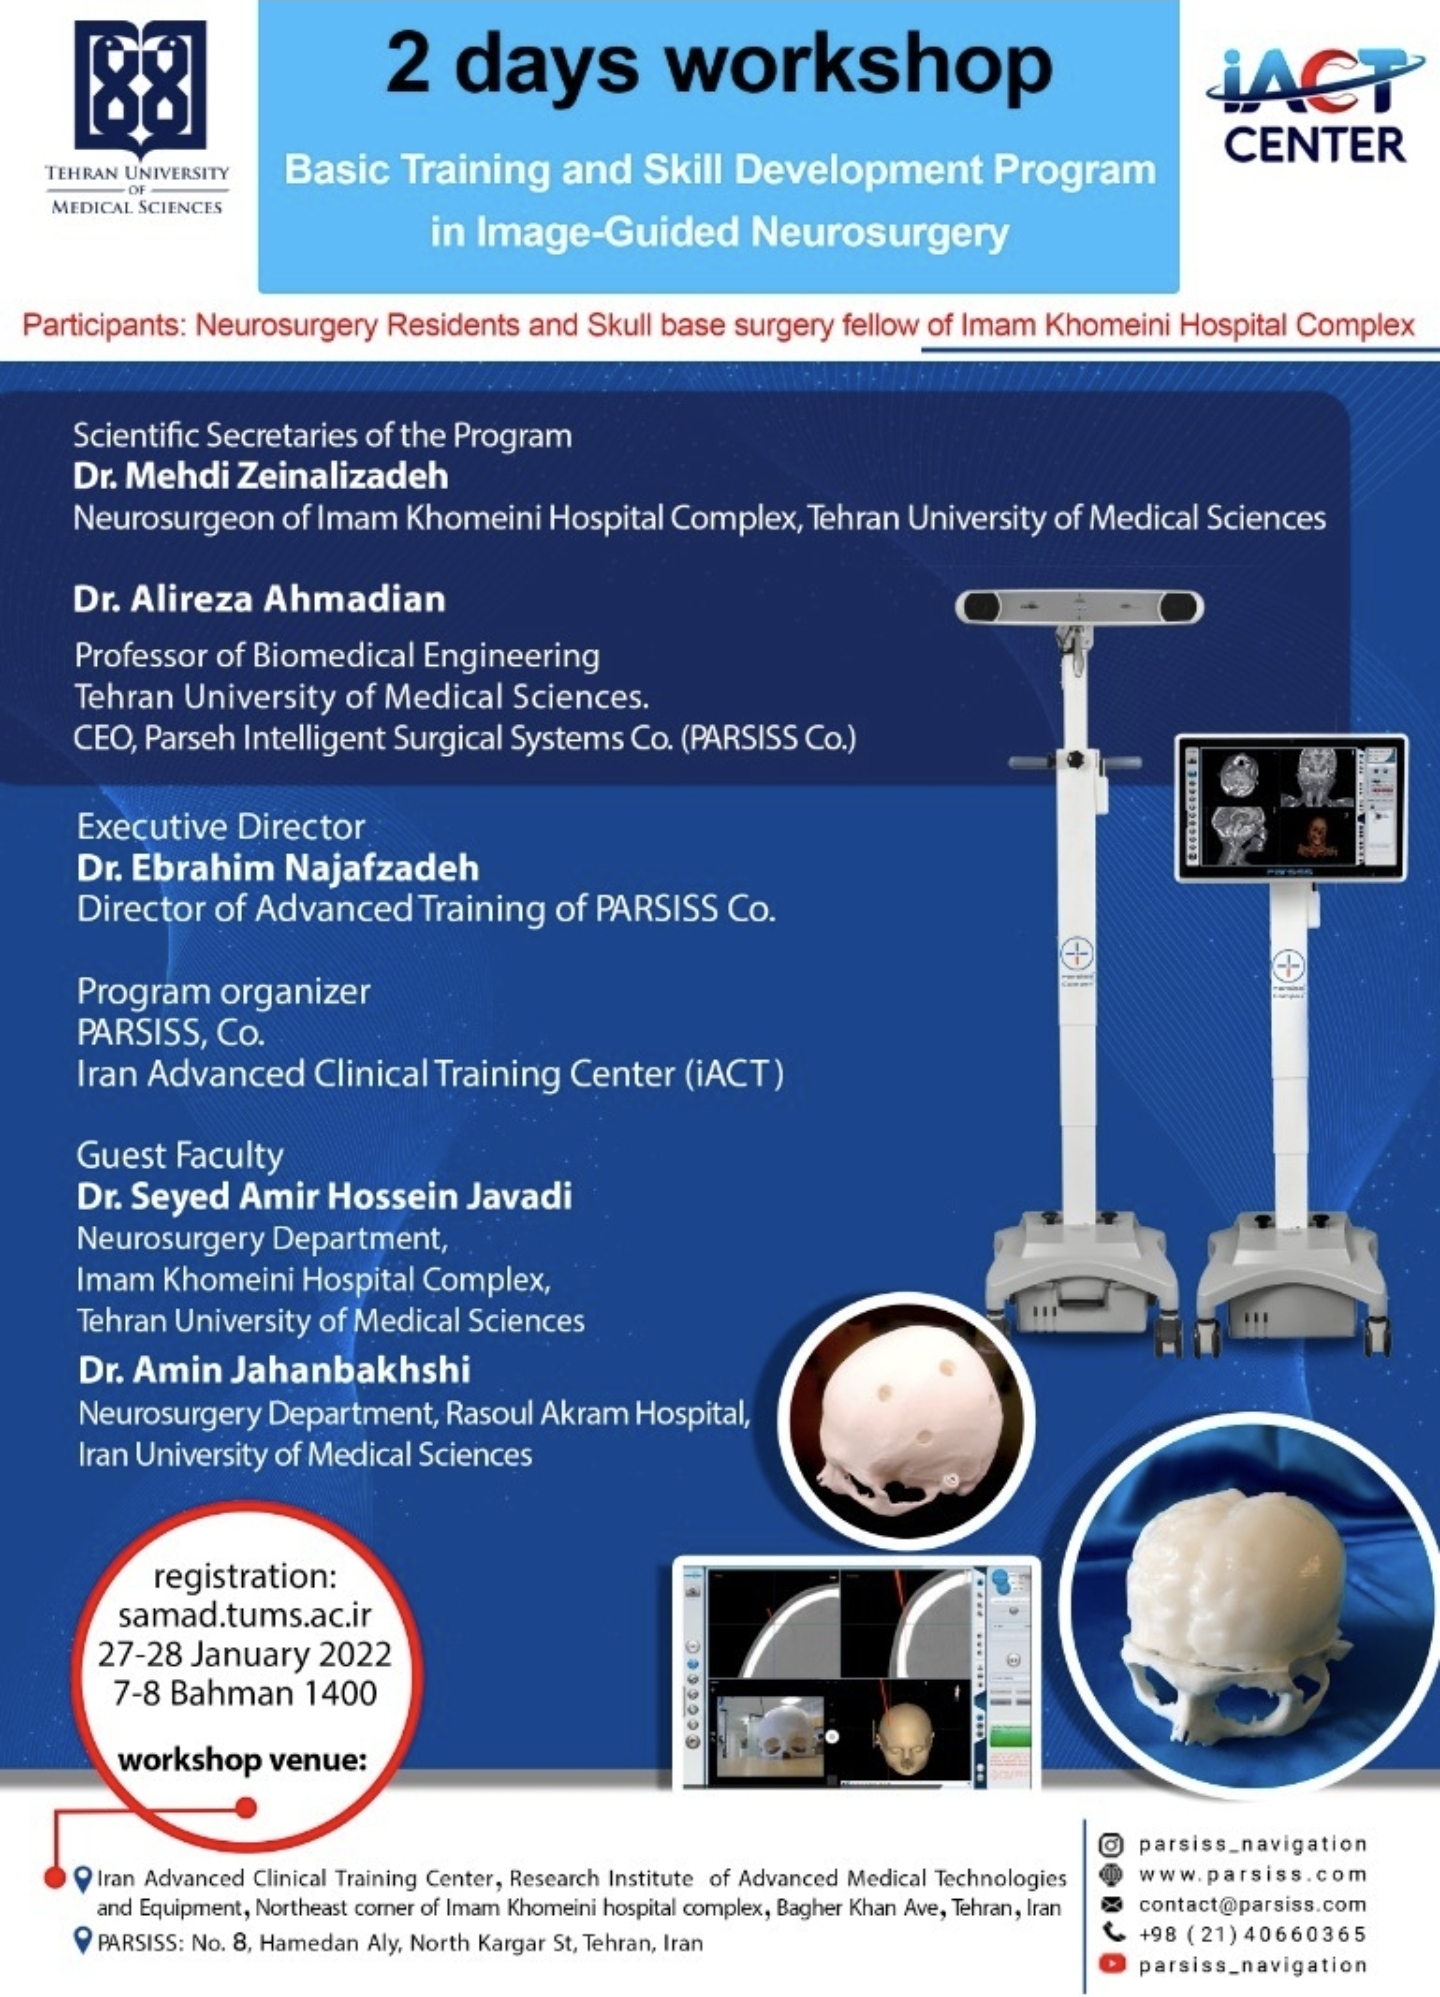 TEHRAN UNIVERSITY
OF
MEDICAL SCIENCES
2 days workshop
Basic Training and Skill Development Program
in Image-Guided Neurosurgery
iACT
CENTER
Participants: Neurosurgery Residents and Skull base surgery fellow of Imam Khomeini Hospital Complex
Scientific Secretaries of the Program
Dr. Mehdi Zeinalizadeh
Neurosurgeon of Imam Khomeini Hospital Complex, Tehran University of Medical Sciences
Dr. Alireza Ahmadian
Professor of Biomedical Engineering
Tehran University of Medical Sciences.
CEO, Parseh Intelligent Surgical Systems Co. (PARSISS Co.)
Executive Director
Dr. Ebrahim Najafzadeh
Director of Advanced Training of PARSISS Co.
Program organizer
PARSISS, Co.
Iran Advanced Clinical Training Center (iACT)
Guest Faculty
Dr. Seyed Amir Hossein Javadi
Neurosurgery Department,
Imam Khomeini Hospital Complex,
Tehran University of Medical Sciences
Dr. Amin Jahanbakhshi
Neurosurgery Department, Rasoul Akram Hospital,
Iran University of Medical Sciences
PARSISS
registration:
samad.tums.ac.ir
27-28 January 2022
7-8 Bahman 1400
workshop venue:
Iran Advanced Clinical Training Center, Research Institute of Advanced Medical Technologies
and Equipment, Northeast corner of Imam Khomeini hospital complex, Bagher Khan Ave, Tehran, Iran
PARSISS: No. 8, Hamedan Aly, North Kargar St, Tehran, Iran
parsiss_navigation
www.parsiss.com
contact@parsiss.com
+98 (21) 40660365
parsiss_navigation